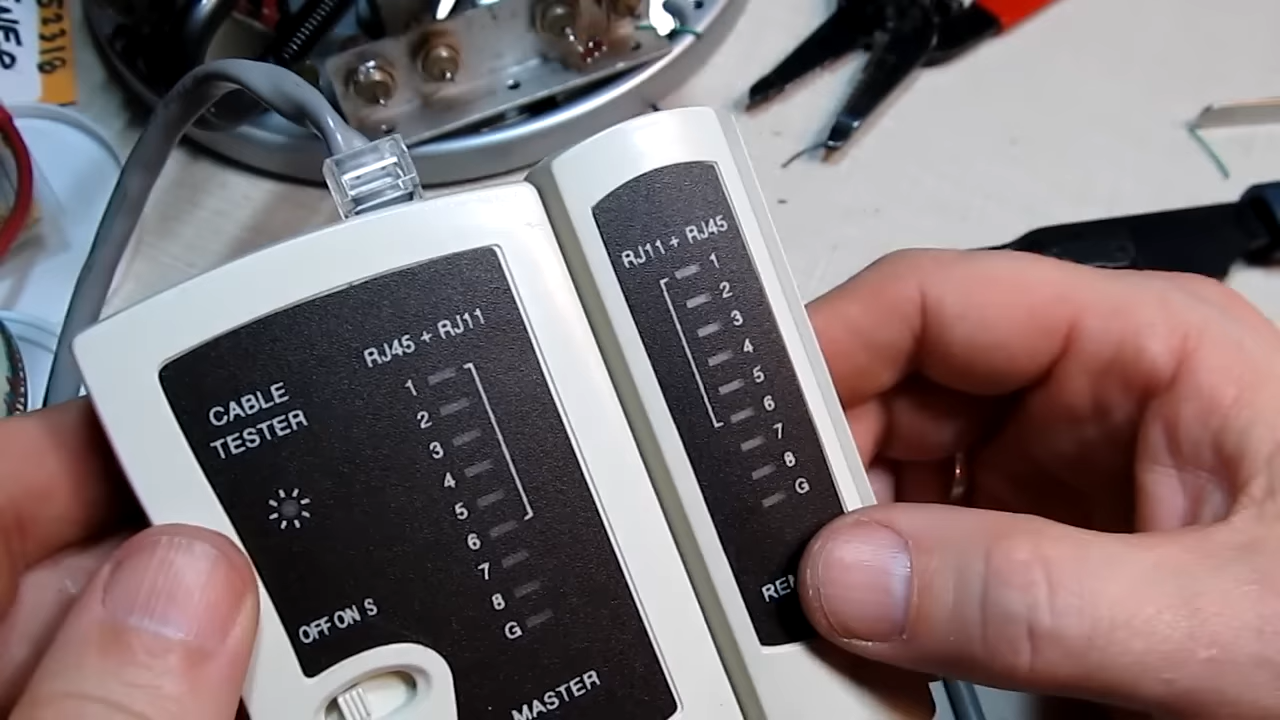 RJ45 + RJ11
CABLE
TESTER
1
2
3
4
5
6
7
8
G
OFF ON S
MASTER
RJ11 + RJ45
1
2
3
4
5
6
7
8
G